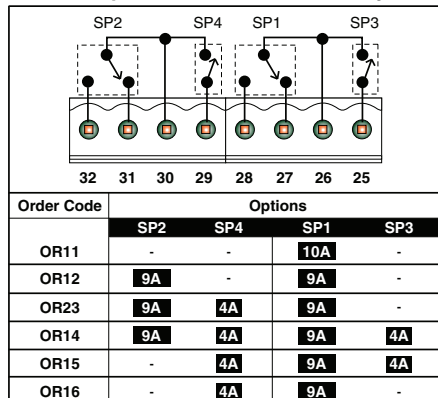 SP2 SP4 SP1 SP3
32 31 30 29 28 27 26 25
Order Code Options
SP2 SP4 SP1 SP3
OR11 - - 10A -
OR12 9A - 9A -
OR23 9A 4A 9A -
OR14 9A 4A 9A 4A
OR15 - 4A 9A 4A
OR16 - 4A 9A -